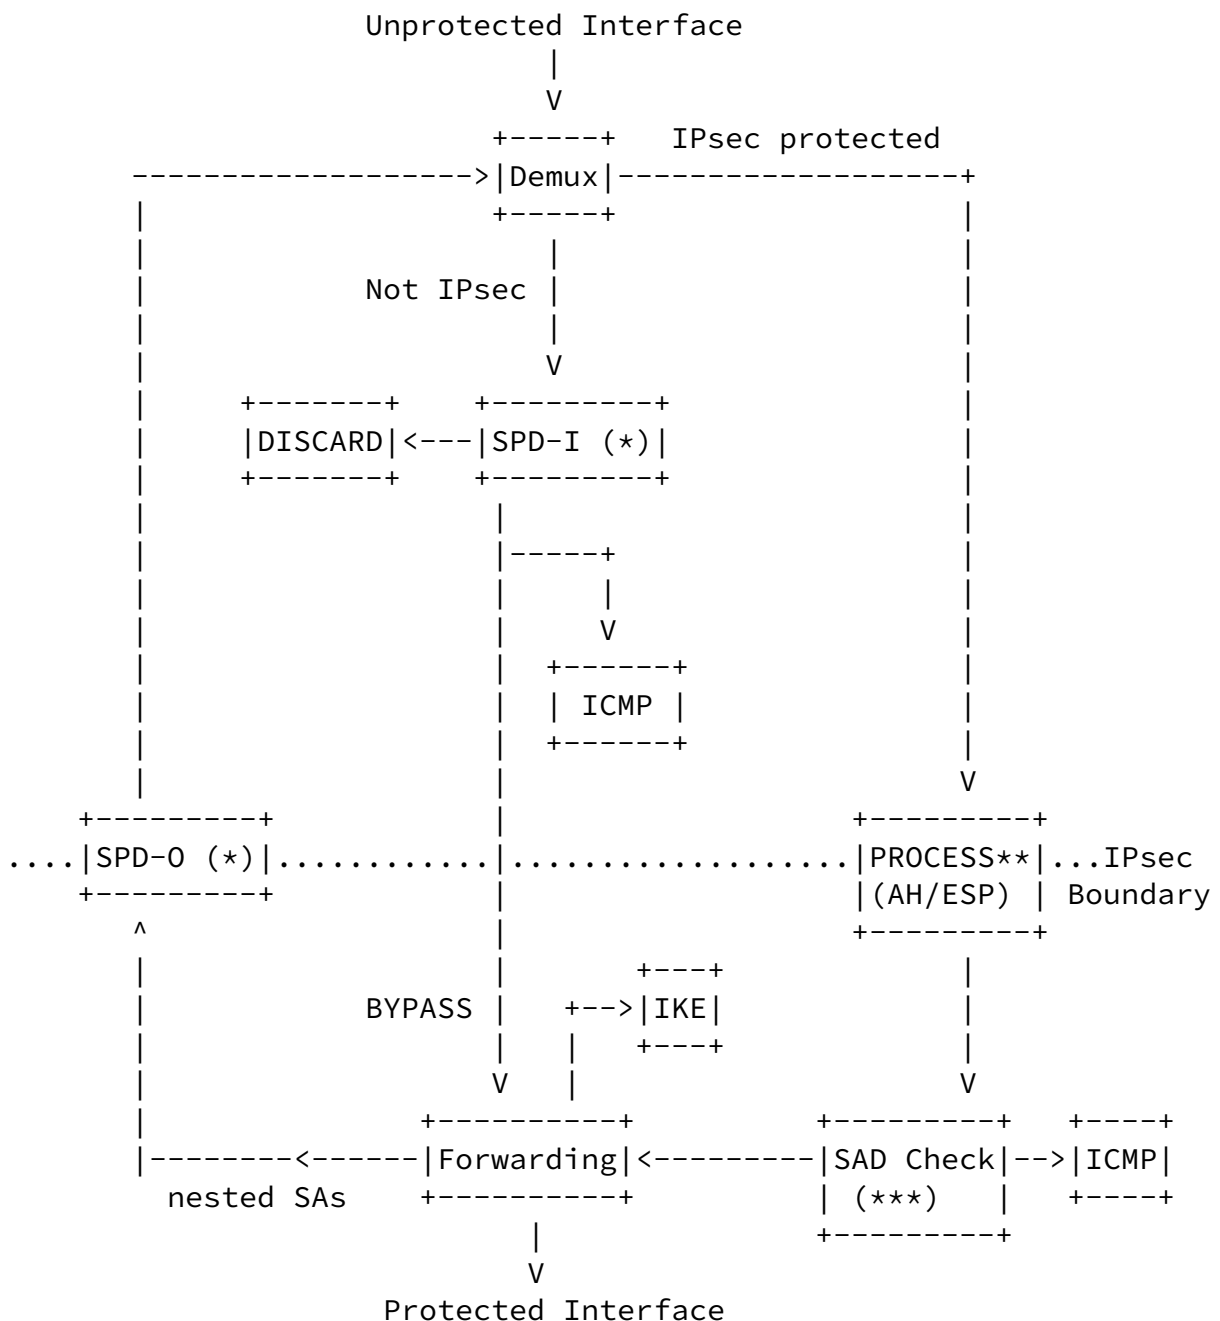 Unprotected Interface
|
V
+-----+ IPsec protected
------------------->|Demux|-------------------+
| +-----+ |
| | |
| Not IPsec | |
| | |
| V |
| +-------+ +---------+ |
| |DISCARD|<---|SPD-I (*)| |
| +-------+ +---------+ |
| | |
| |-----+ |
| | | |
| | V |
| | +------+ |
| | | ICMP | |
| | +------+ |
| | V
+---------+ | +---------+
....|SPD-O (*)|............|...................|PROCESS**|...IPsec
+---------+ | |(AH/ESP) | Boundary
^ | +---------+
| | +---+ |
| BYPASS | +-->|IKE| |
| | | +---+ |
| V | V
| +----------+ +---------+ +----+
|--------<------|Forwarding|<---------|SAD Check|-->|ICMP|
nested SAs +----------+ | (***) | +----+
| +---------+
V
Protected Interface